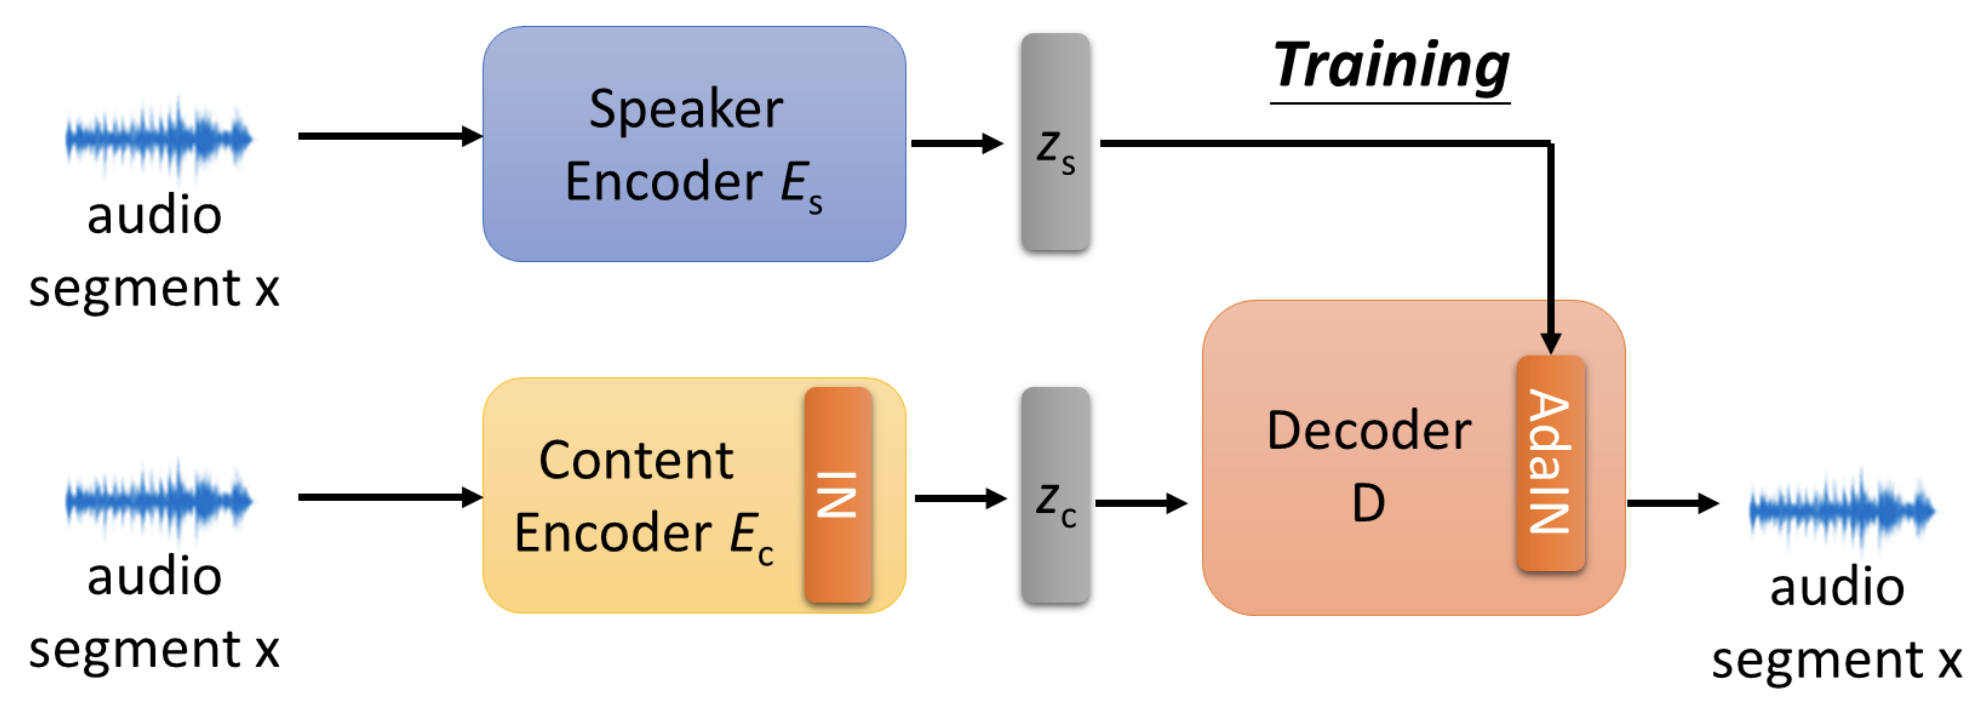 Training
audio
segment x
Speaker
Encoder Es
zs
audio
segment x
Content
Encoder Ec
IN
zc
Decoder
D
AdaIN
audio
segment x